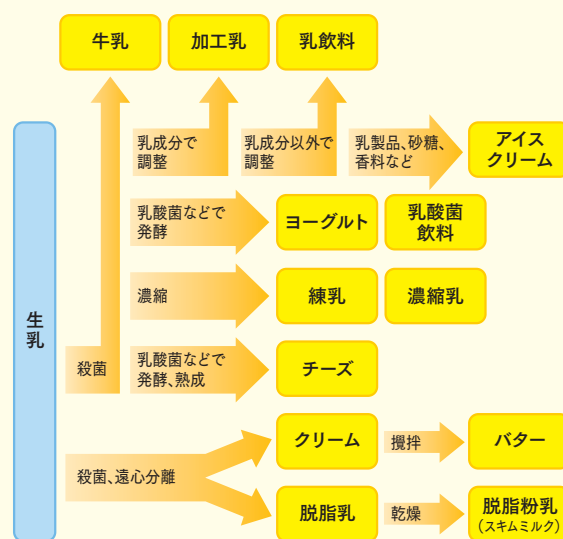 牛乳
加工乳
乳飲料
乳成分で
調整
乳成分以外で
調整
乳製品、砂糖、
香料など
アイス
クリーム
乳酸菌などで
発酵
ヨーグルト
乳酸菌
飲料
濃縮
練乳
濃縮乳
生乳
殺菌
乳酸菌などで
発酵、熟成
チーズ
殺菌、遠心分離
クリーム
攪拌
バター
脱脂乳
乾燥
脱脂粉乳
(スキムミルク)